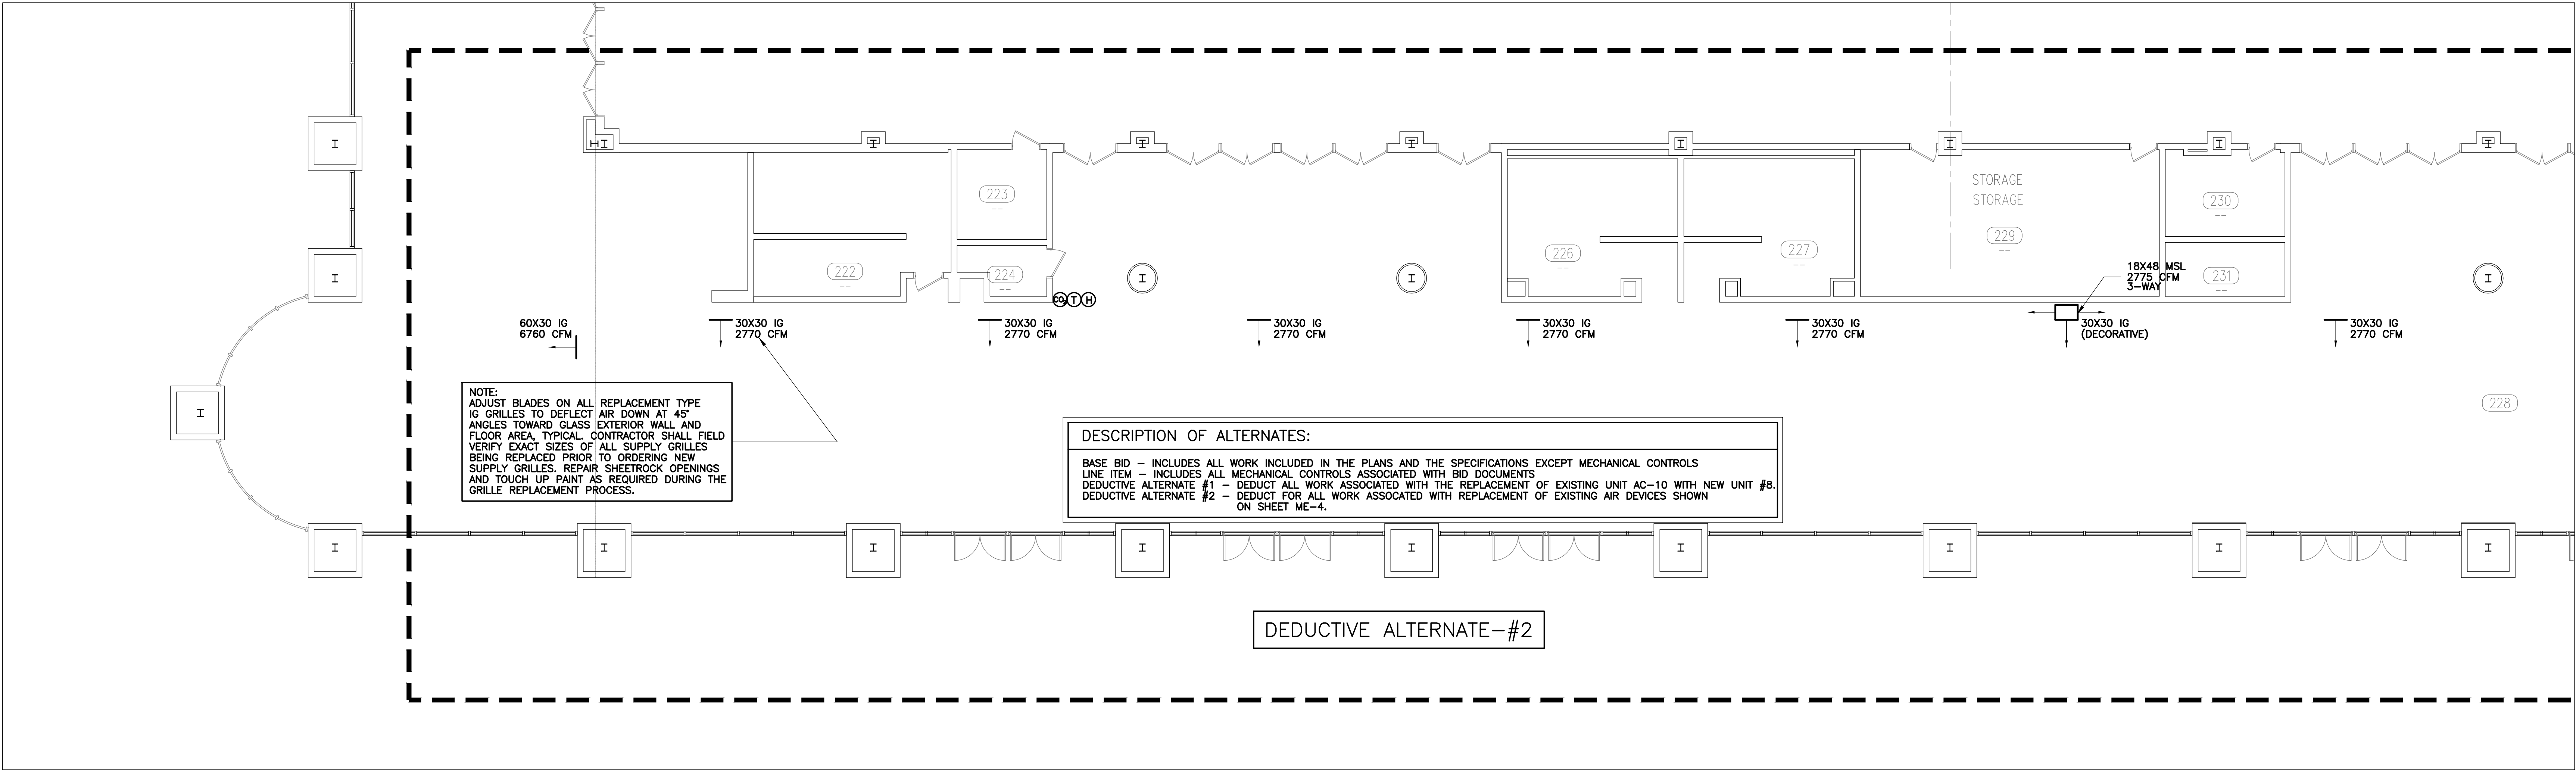 STORAGE
STORAGE
223
--
230
--
229
--
226
--
227
--
222
--
224
--
231
--
CO2 T H
18X48 MSL
2775 CFM
3-WAY
60X30 IG
6760 CFM
30X30 IG
2770 CFM
30X30 IG
2770 CFM
30X30 IG
2770 CFM
30X30 IG
2770 CFM
30X30 IG
2770 CFM
30X30 IG
(DECORATIVE)
30X30 IG
2770 CFM
228
NOTE:
ADJUST BLADES ON ALL REPLACEMENT TYPE
IG GRILLES TO DEFLECT AIR DOWN AT 45°
ANGLES TOWARD GLASS EXTERIOR WALL AND
FLOOR AREA, TYPICAL. CONTRACTOR SHALL FIELD
VERIFY EXACT SIZES OF ALL SUPPLY GRILLES
BEING REPLACED PRIOR TO ORDERING NEW
SUPPLY GRILLES. REPAIR SHEETROCK OPENINGS
AND TOUCH UP PAINT AS REQUIRED DURING THE
GRILLE REPLACEMENT PROCESS.
DESCRIPTION OF ALTERNATES:
BASE BID – INCLUDES ALL WORK INCLUDED IN THE PLANS AND THE SPECIFICATIONS EXCEPT MECHANICAL CONTROLS
LINE ITEM – INCLUDES ALL MECHANICAL CONTROLS ASSOCIATED WITH BID DOCUMENTS
DEDUCTIVE ALTERNATE #1 – DEDUCT ALL WORK ASSOCIATED WITH THE REPLACEMENT OF EXISTING UNIT AC-10 WITH NEW UNIT #8.
DEDUCTIVE ALTERNATE #2 – DEDUCT FOR ALL WORK ASSOCATED WITH REPLACEMENT OF EXISTING AIR DEVICES SHOWN
ON SHEET ME-4.
DEDUCTIVE ALTERNATE-#2